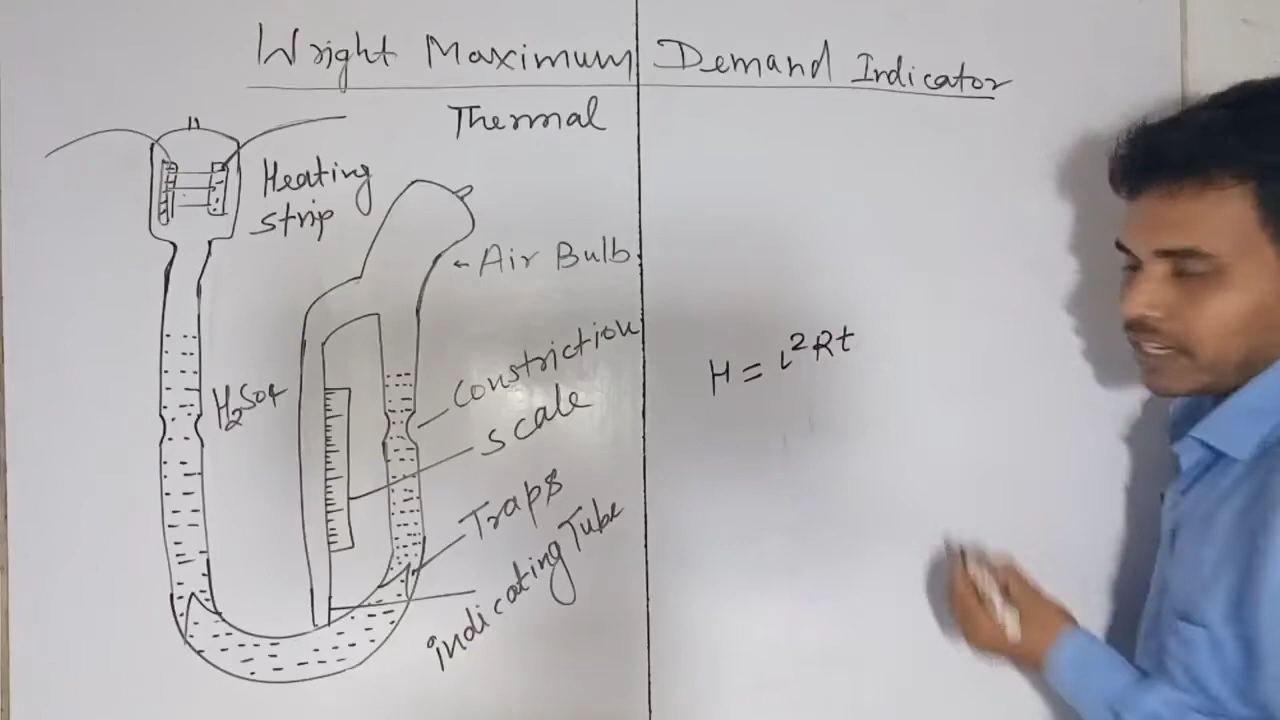 Wright Maximum Demand Indicator
Thermal
Heating
strip
Air Bulb
Constriction
Scale
H₂SO₄
Traps
indicating Tube
H = i²Rt